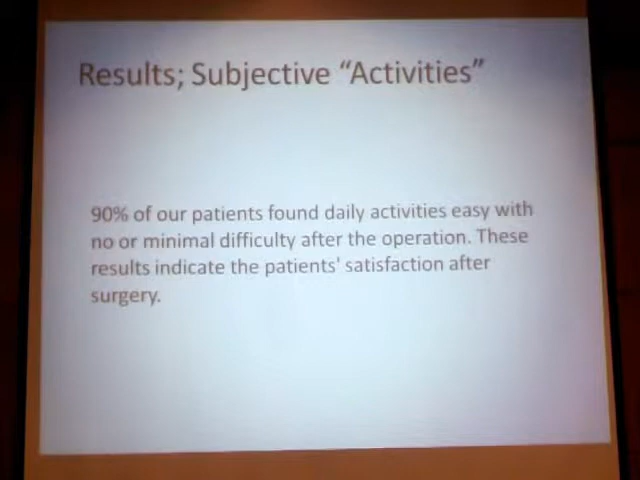 Results; Subjective “Activities”
90% of our patients found daily activities easy with
no or minimal difficulty after the operation. These
results indicate the patients' satisfaction after
surgery.